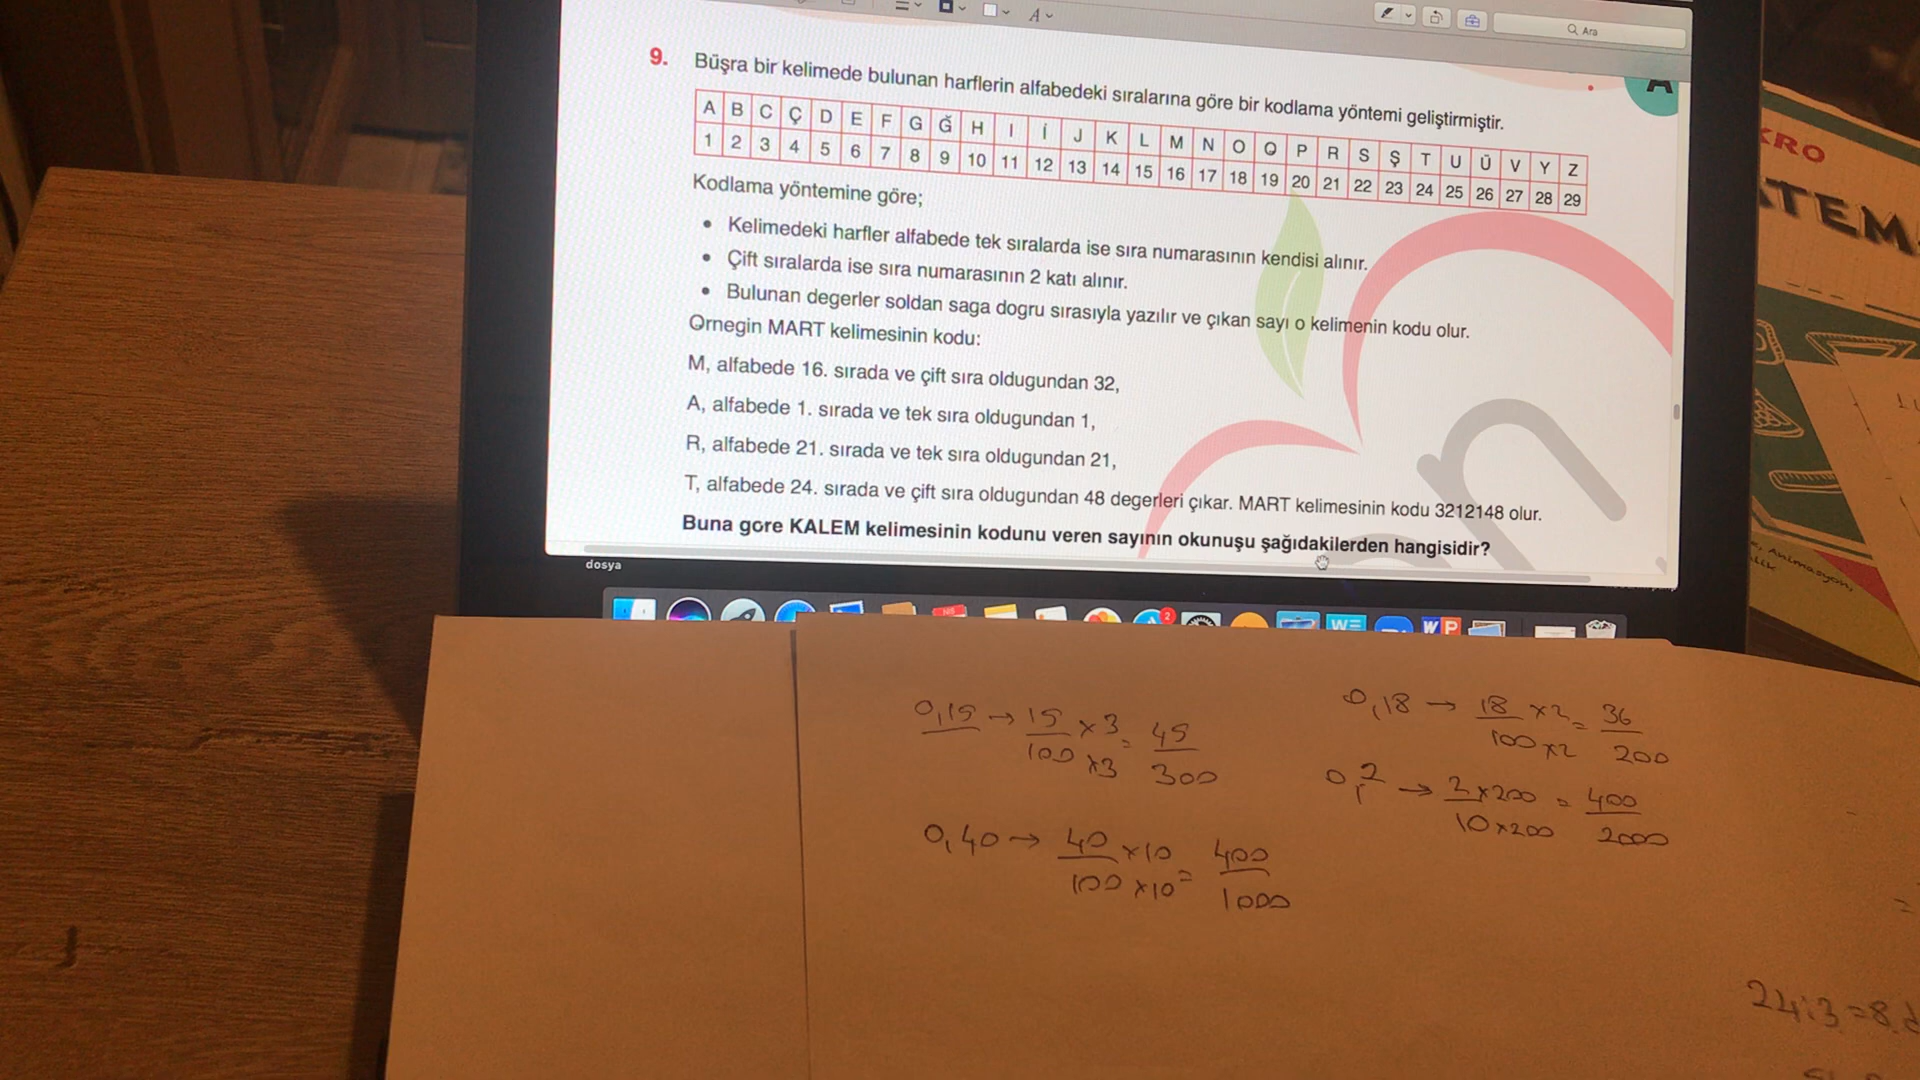 Ara
9. Büşra bir kelimede bulunan harflerin alfabedeki sıralarına göre bir kodlama yöntemi geliştirmiştir.
A B C Ç D E F G Ğ H I İ J K L M N O Ö P R S Ş T U Ü V Y Z
1 2 3 4 5 6 7 8 9 10 11 12 13 14 15 16 17 18 19 20 21 22 23 24 25 26 27 28 29
Kodlama yöntemine göre;
• Kelimedeki harfler alfabede tek sıralarda ise sıra numarasının kendisi alınır.
• Çift sıralarda ise sıra numarasının 2 katı alınır.
• Bulunan degerler soldan saga dogru sırasıyla yazılır ve çıkan sayı o kelimenin kodu olur.
Ornegin MART kelimesinin kodu:
M, alfabede 16. sırada ve çift sıra oldugundan 32,
A, alfabede 1. sırada ve tek sıra oldugundan 1,
R, alfabede 21. sırada ve tek sıra oldugundan 21,
T, alfabede 24. sırada ve çift sıra oldugundan 48 degerleri çıkar. MART kelimesinin kodu 3212148 olur.
Buna gore KALEM kelimesinin kodunu veren sayının okunuşu şağıdakilerden hangisidir?
A
n
dosya
2
W
W P
KRO
TEM
Animasyon,
0,15 → 15 ×3 = 45
100 ×3 300
0,18 → 18 ×2 = 36
100 ×2 200
0,2 → 2×200 = 400
10×200 2000
0,40 → 40 ×10 = 400
100 ×10 1000
24:3=8